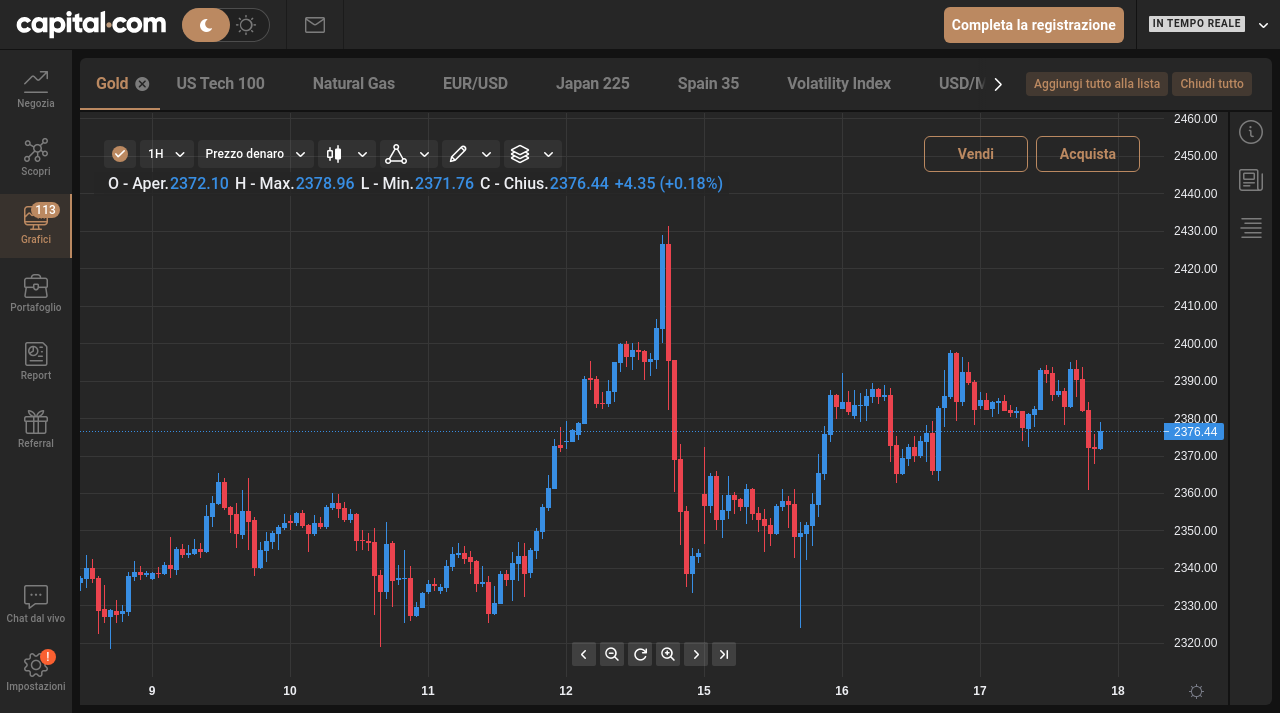 capital.com
Completa la registrazione
IN TEMPO REALE
Negozia
Scopri
113
Grafici
Portafoglio
Report
Referral
Chat dal vivo
!
Impostazioni
Gold
US Tech 100
Natural Gas
EUR/USD
Japan 225
Spain 35
Volatility Index
USD/M
Aggiungi tutto alla lista
Chiudi tutto
1H
Prezzo denaro
Vendi
Acquista
O - Aper.2372.10 H - Max.2378.96 L - Min.2371.76 C - Chius.2376.44 +4.35 (+0.18%)
2460.00
2450.00
2440.00
2430.00
2420.00
2410.00
2400.00
2390.00
2380.00
2376.44
2370.00
2360.00
2350.00
2340.00
2330.00
2320.00
9 10 11 12 15 16 17 18